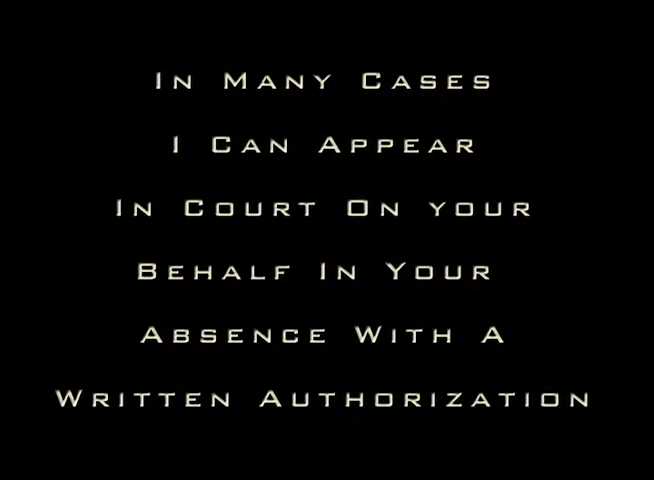 In Many Cases
I Can Appear
In Court On your
Behalf In Your
Absence With A
Written Authorization